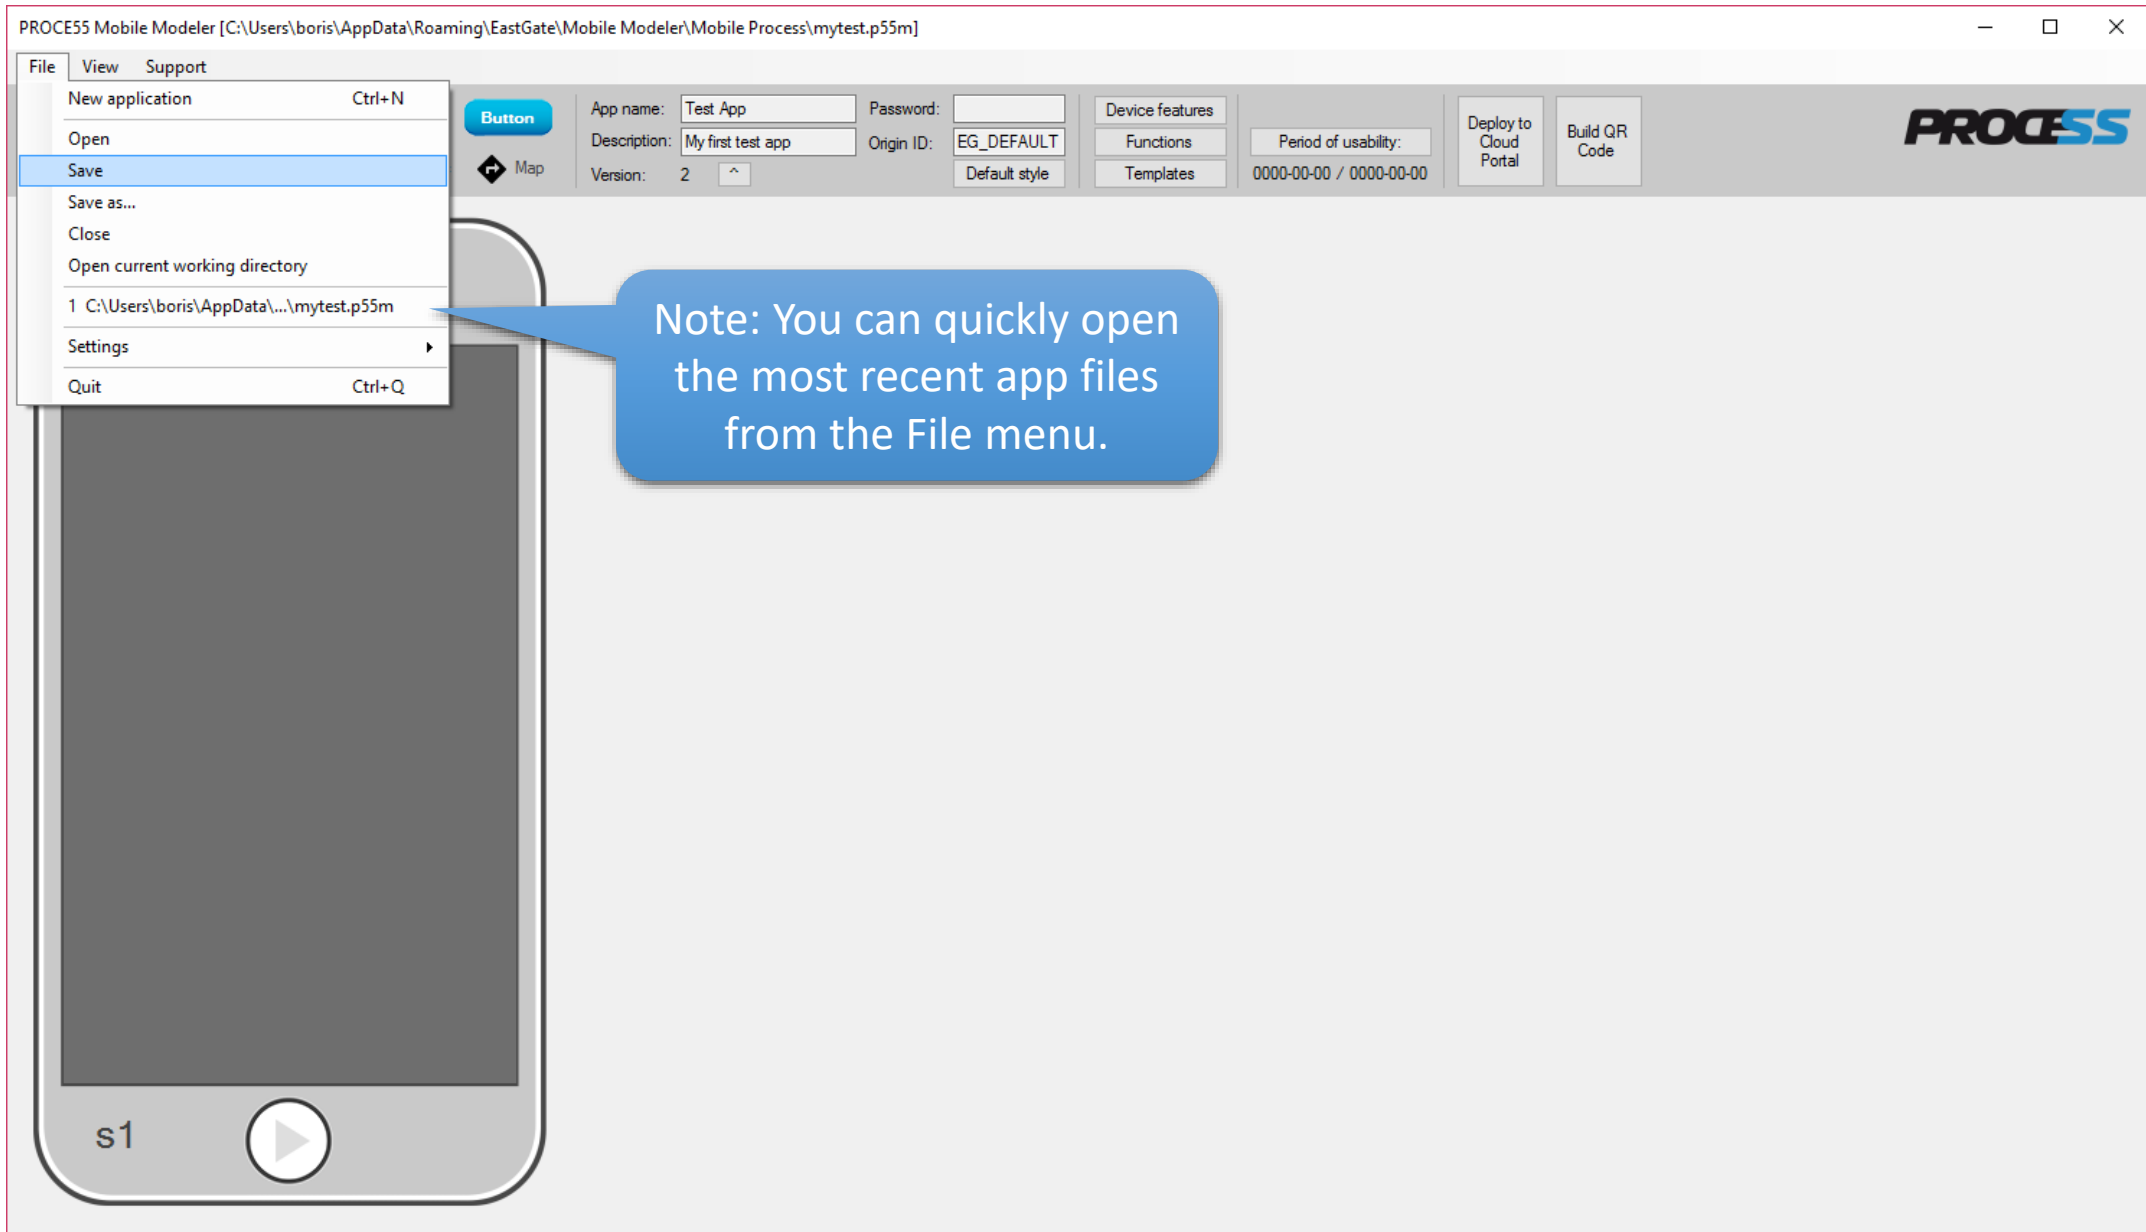 PROCE55 Mobile Modeler [C:\Users\boris\AppData\Roaming\EastGate\Mobile Modeler\Mobile Process\mytest.p55m]
File View Support
New application Ctrl+N
Open
Save
Save as...
Close
Open current working directory
1 C:\Users\boris\AppData\...\mytest.p55m
Settings
Quit Ctrl+Q
Button
Map
App name: Test App
Description: My first test app
Version: 2 ^
Password:
Origin ID: EG_DEFAULT
Default style
Device features
Functions
Templates
Period of usability:
0000-00-00 / 0000-00-00
Deploy to
Cloud
Portal
Build QR
Code
PROCE55
Note: You can quickly open
the most recent app files
from the File menu.
s1